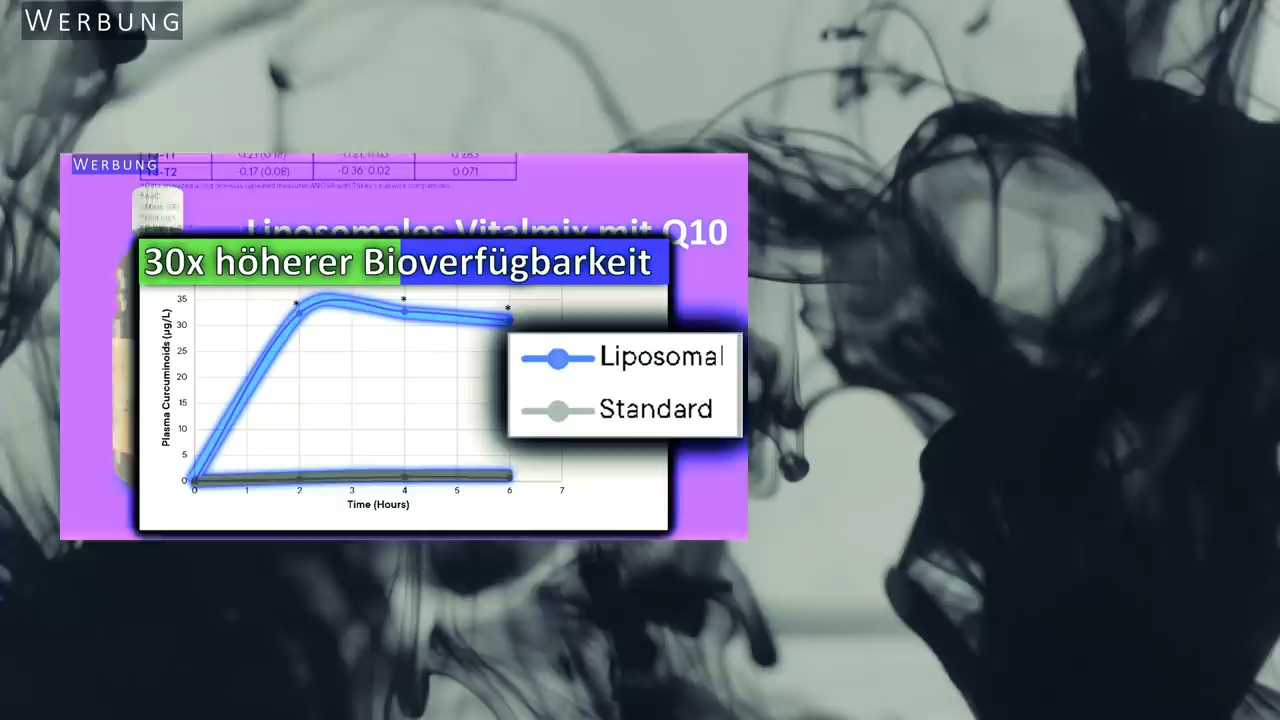 WERBUNG
WERBUNG
T3-T2
-0.17 (0.08)
-0.36, 0.02
0.071
Liposomales Vitalmix mit Q10
30x höherer Bioverfügbarkeit
35
30
25
20
15
10
5
0
Plasma Curcuminoids (µg/L)
* * *
0 1 2 3 4 5 6 7
Time (Hours)
Liposomal
Standard